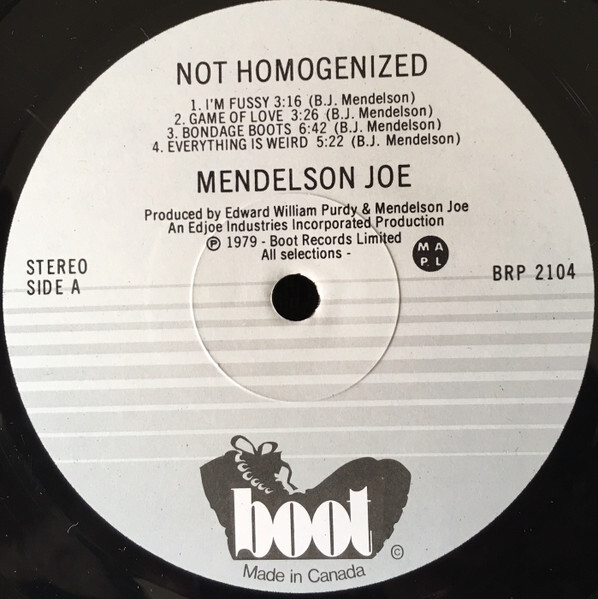 NOT HOMOGENIZED
1. I'M FUSSY 3:16 (B.J. Mendelson)
2. GAME OF LOVE 3:26 (B.J. Mendelson)
3. BONDAGE BOOTS 6:42 (B.J. Mendelson)
4. EVERYTHING IS WEIRD 5:22 (B.J. Mendelson)
MENDELSON JOE
Produced by Edward William Purdy & Mendelson Joe
An Edjoe Industries Incorporated Production
℗ 1979 - Boot Records Limited
All selections -
M A
P. L
STEREO
SIDE A
BRP 2104
boot ©
Made in Canada